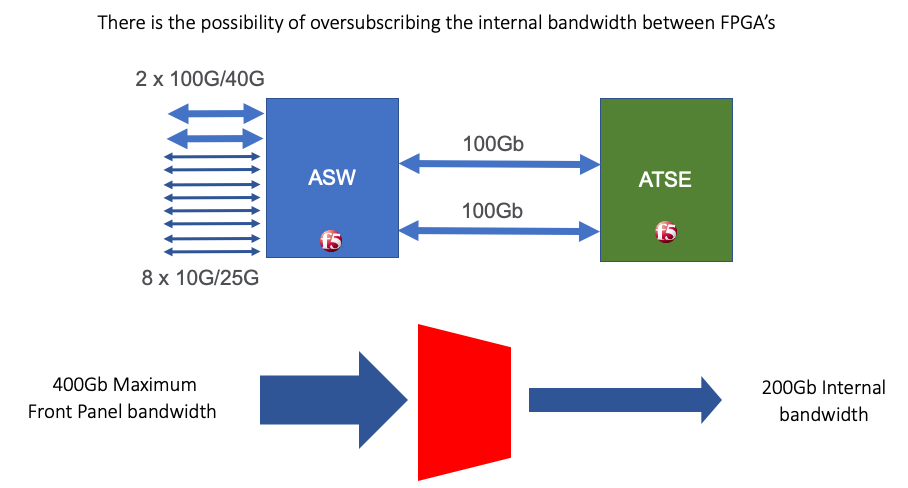 There is the possibility of oversubscribing the internal bandwidth between FPGA’s
2 x 100G/40G
100Gb
ASW
ATSE
100Gb
f5
f5
8 x 10G/25G
400Gb Maximum
Front Panel bandwidth
200Gb Internal
bandwidth